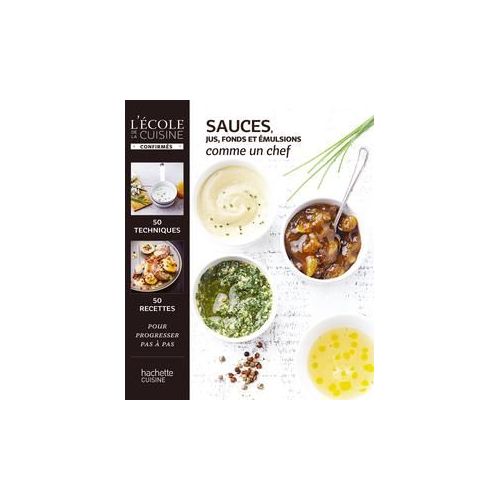 L'ÉCOLE
DE LA CUISINE
CONFIRMÉS
50
TECHNIQUES
50
RECETTES
POUR
PROGRESSER
PAS À PAS
hachette
CUISINE
SAUCES,
JUS, FONDS ET ÉMULSIONS
comme un chef